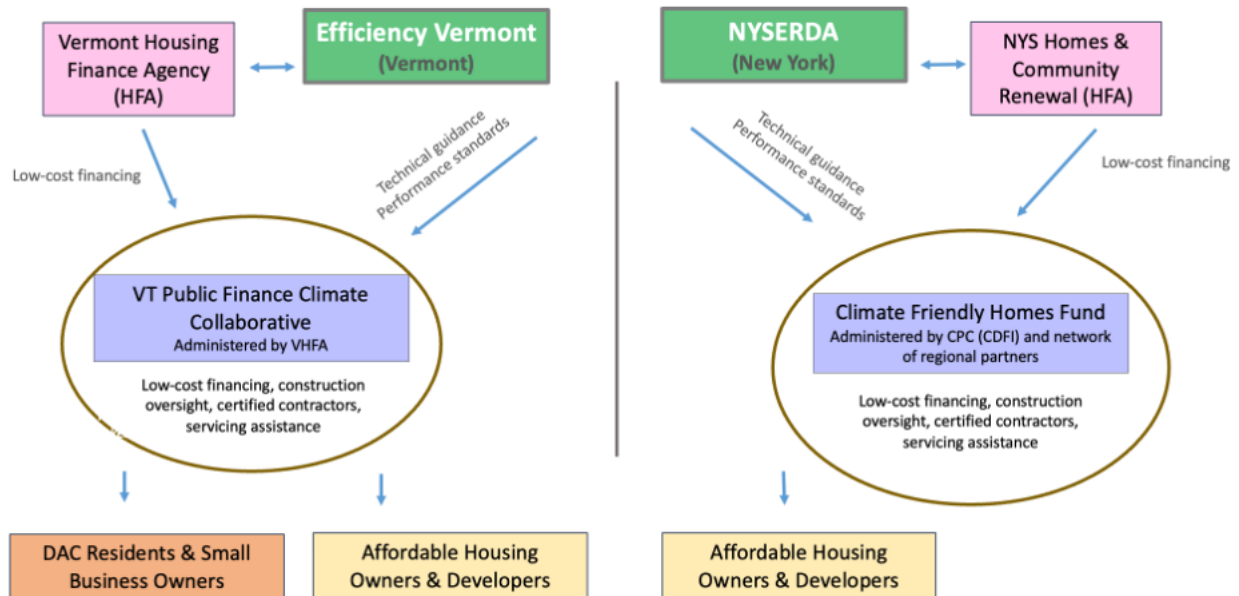 Vermont Housing
Finance Agency
(HFA)
Efficiency Vermont
(Vermont)
Low-cost financing
Technical guidance
Performance standards
VT Public Finance Climate
Collaborative
Administered by VHFA
Low-cost financing, construction
oversight, certified contractors,
servicing assistance
DAC Residents & Small
Business Owners
Affordable Housing
Owners & Developers
NYSERDA
(New York)
NYS Homes &
Community
Renewal (HFA)
Technical guidance
Performance standards
Low-cost financing
Climate Friendly Homes Fund
Administered by CPC (CDFI) and network
of regional partners
Low-cost financing, construction
oversight, certified contractors,
servicing assistance
Affordable Housing
Owners & Developers